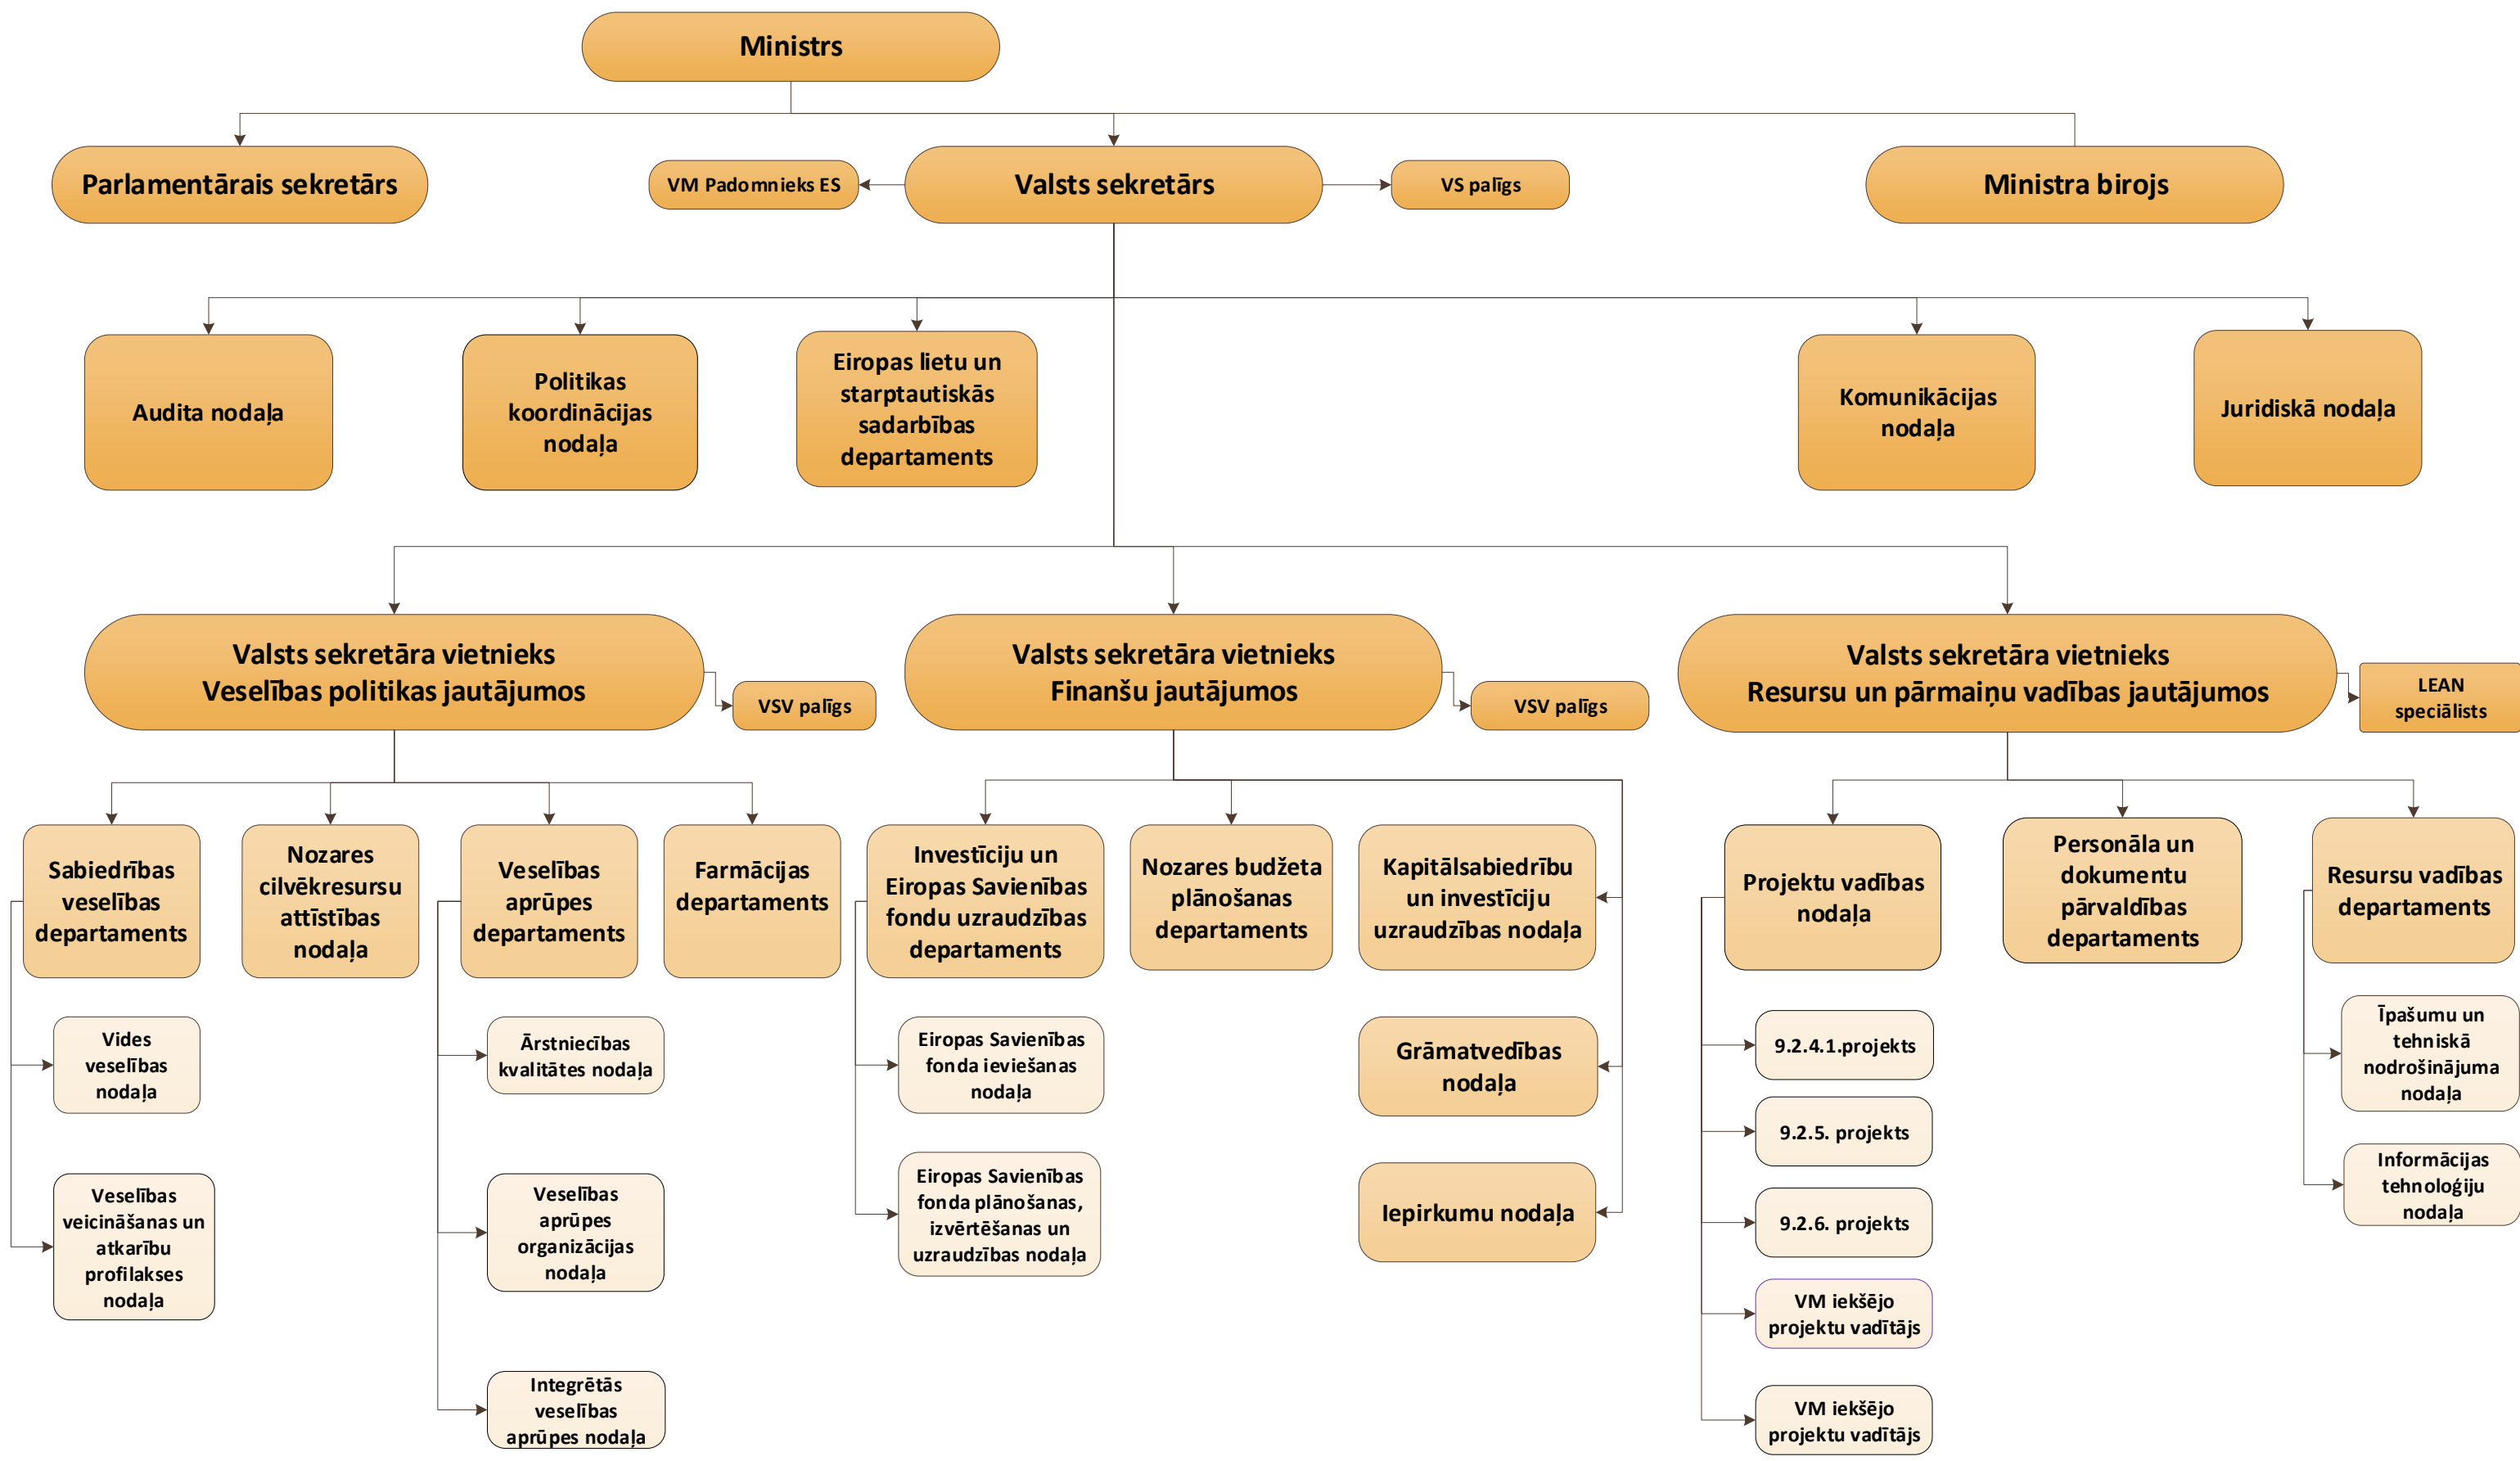 Ministrs
Parlamentārais sekretārs
VM Padomnieks ES
Valsts sekretārs
VS palīgs
Ministra birojs
Audita nodaļa
Politikas
koordinācijas
nodaļa
Eiropas lietu un
starptautiskās
sadarbības
departaments
Komunikācijas
nodaļa
Juridiskā nodaļa
Valsts sekretāra vietnieks
Veselības politikas jautājumos
VSV palīgs
Valsts sekretāra vietnieks
Finanšu jautājumos
VSV palīgs
Valsts sekretāra vietnieks
Resursu un pārmaiņu vadības jautājumos
LEAN
speciālists
Sabiedrības
veselības
departaments
Nozares
cilvēkresursu
attīstības
nodaļa
Veselības
aprūpes
departaments
Farmācijas
departaments
Investīciju un
Eiropas Savienības
fondu uzraudzības
departaments
Nozares budžeta
plānošanas
departaments
Kapitālsabiedrību
un investīciju
uzraudzības nodaļa
Projektu vadības
nodaļa
Personāla un
dokumentu
pārvaldības
departaments
Resursu vadības
departaments
Vides
veselības
nodaļa
Veselības
veicināšanas un
atkarību
profilakses
nodaļa
Ārstniecības
kvalitātes nodaļa
Veselības
aprūpes
organizācijas
nodaļa
Integrētās
veselības
aprūpes nodaļa
Eiropas Savienības
fonda ieviešanas
nodaļa
Eiropas Savienības
fonda plānošanas,
izvērtēšanas un
uzraudzības nodaļa
Grāmatvedības
nodaļa
Iepirkumu nodaļa
9.2.4.1.projekts
9.2.5. projekts
9.2.6. projekts
VM iekšējo
projektu vadītājs
VM iekšējo
projektu vadītājs
Īpašumu un
tehniskā
nodrošinājuma
nodaļa
Informācijas
tehnoloģiju
nodaļa